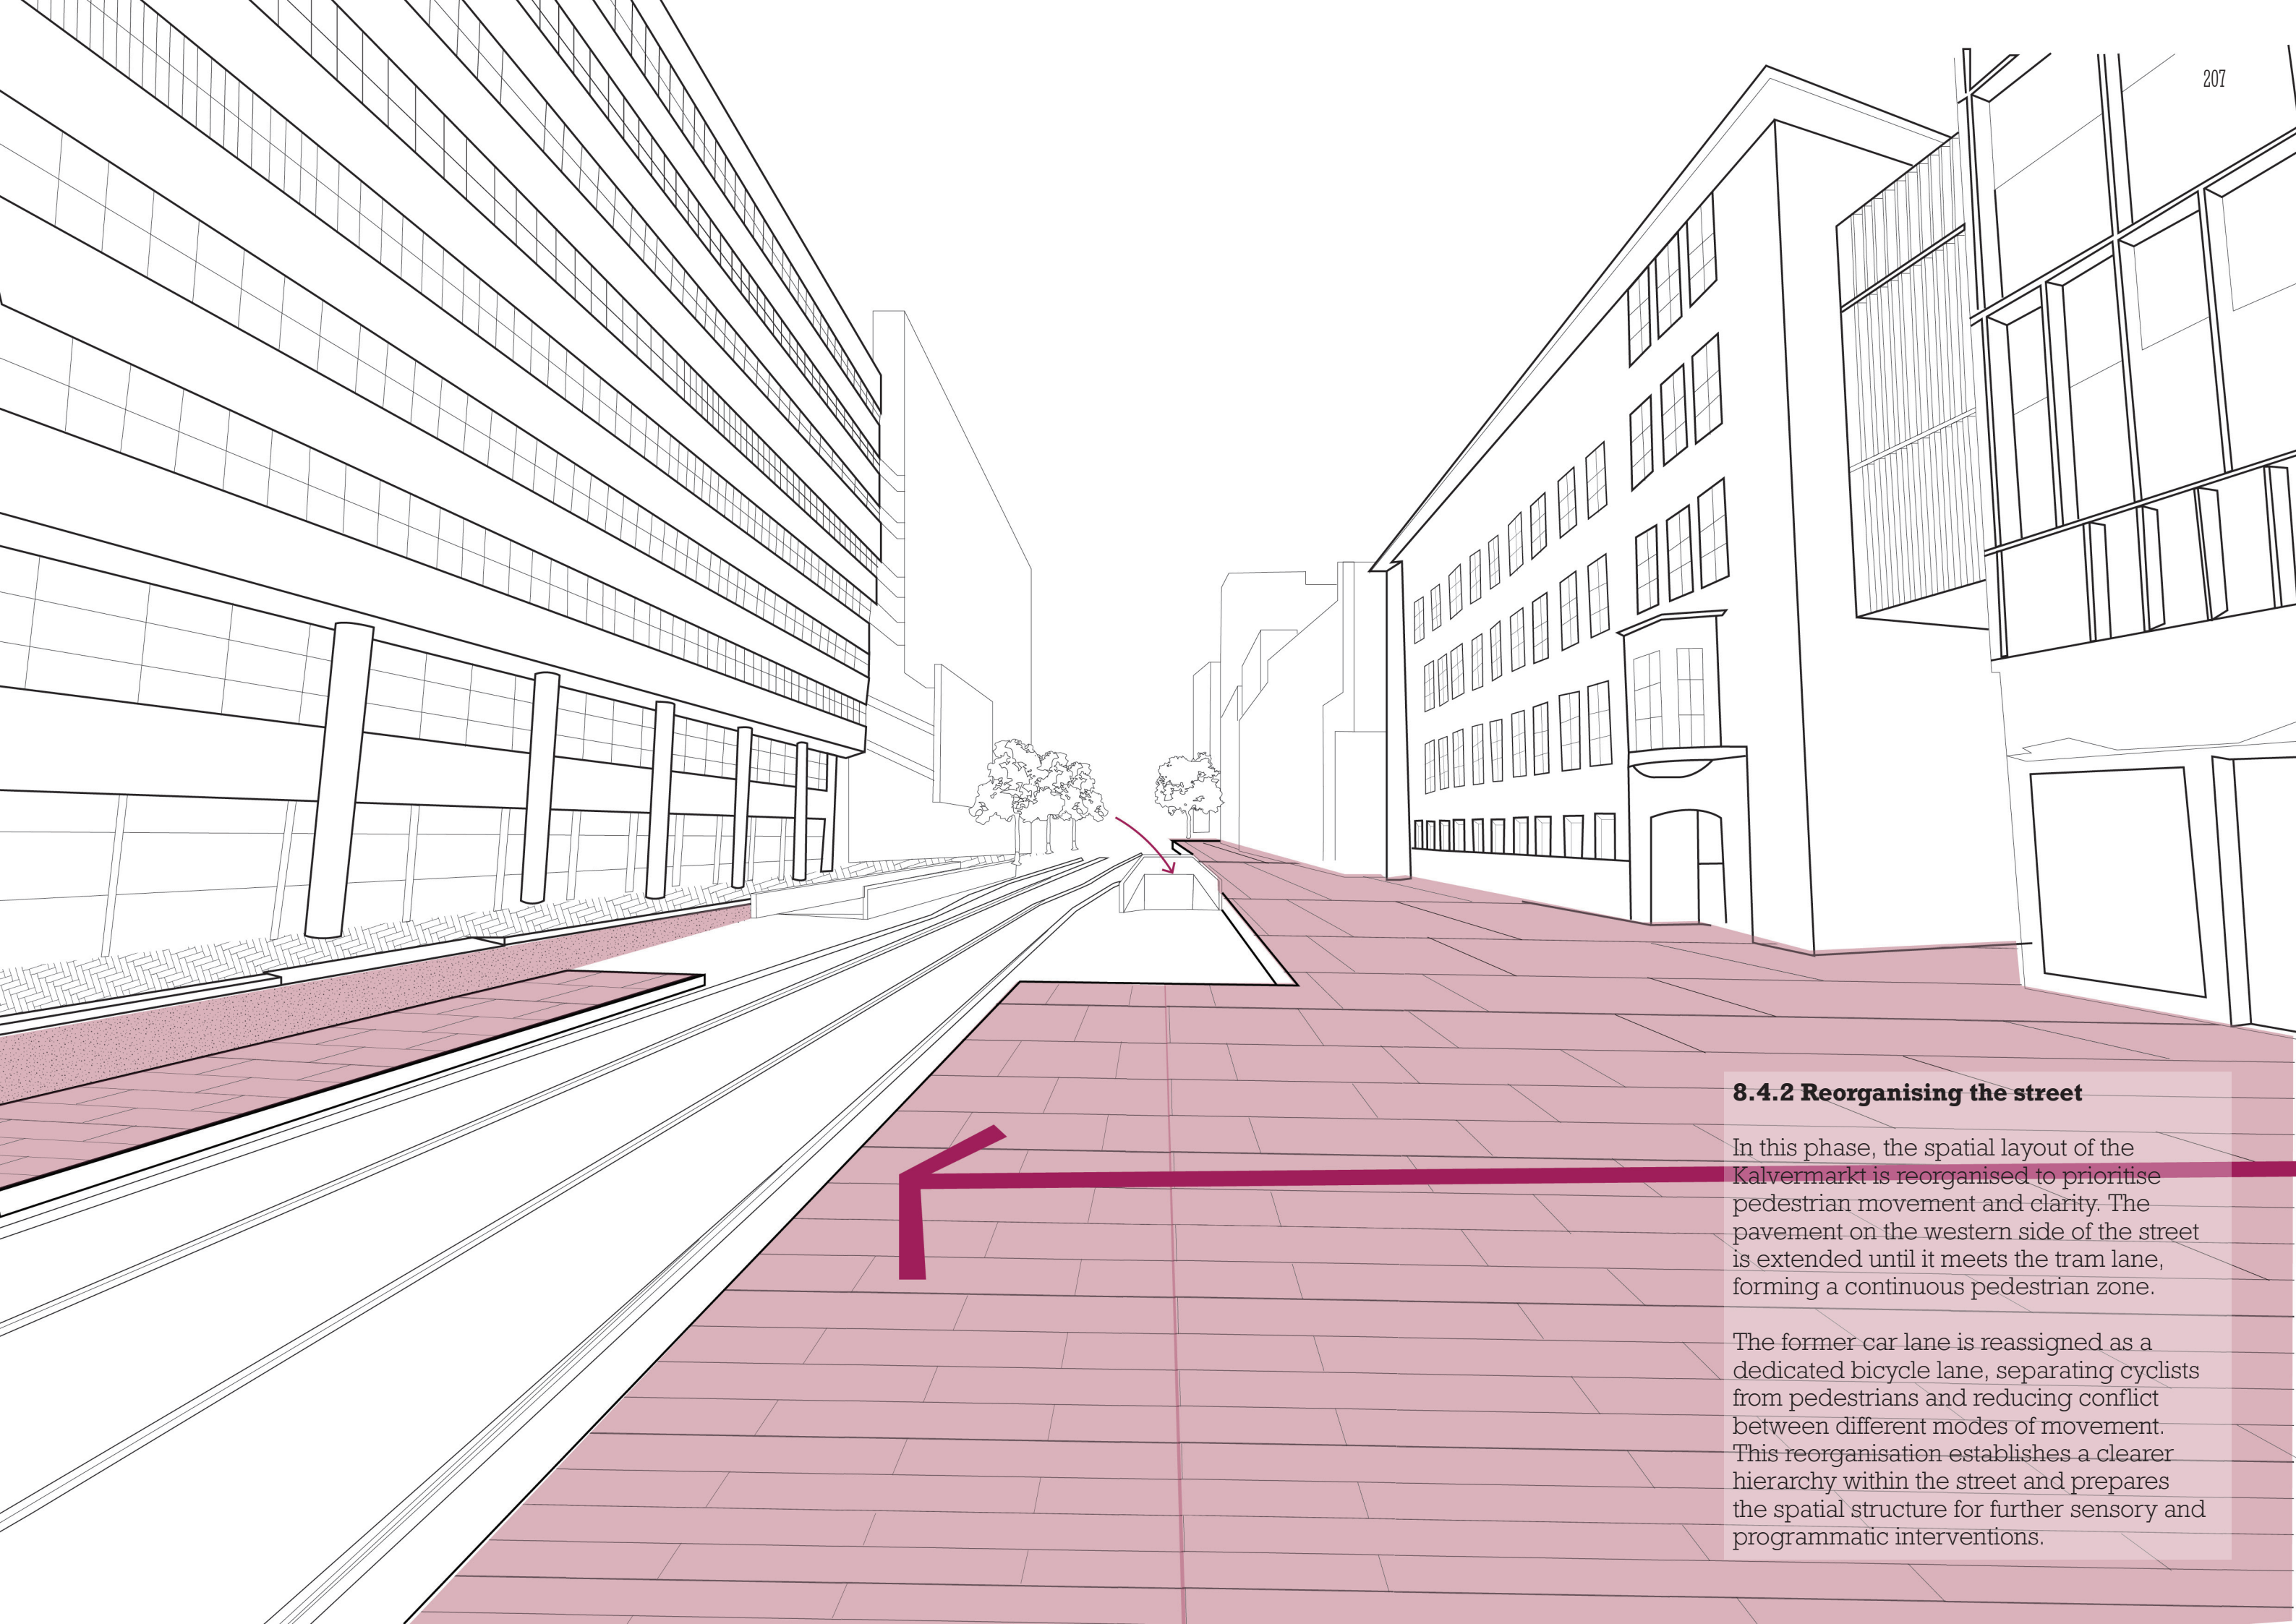 207
8.4.2 Reorganising the street
In this phase, the spatial layout of the
Kalvermarkt is reorganised to prioritise
pedestrian movement and clarity. The
pavement on the western side of the street
is extended until it meets the tram lane,
forming a continuous pedestrian zone.
The former car lane is reassigned as a
dedicated bicycle lane, separating cyclists
from pedestrians and reducing conflict
between different modes of movement.
This reorganisation establishes a clearer
hierarchy within the street and prepares
the spatial structure for further sensory and
programmatic interventions.